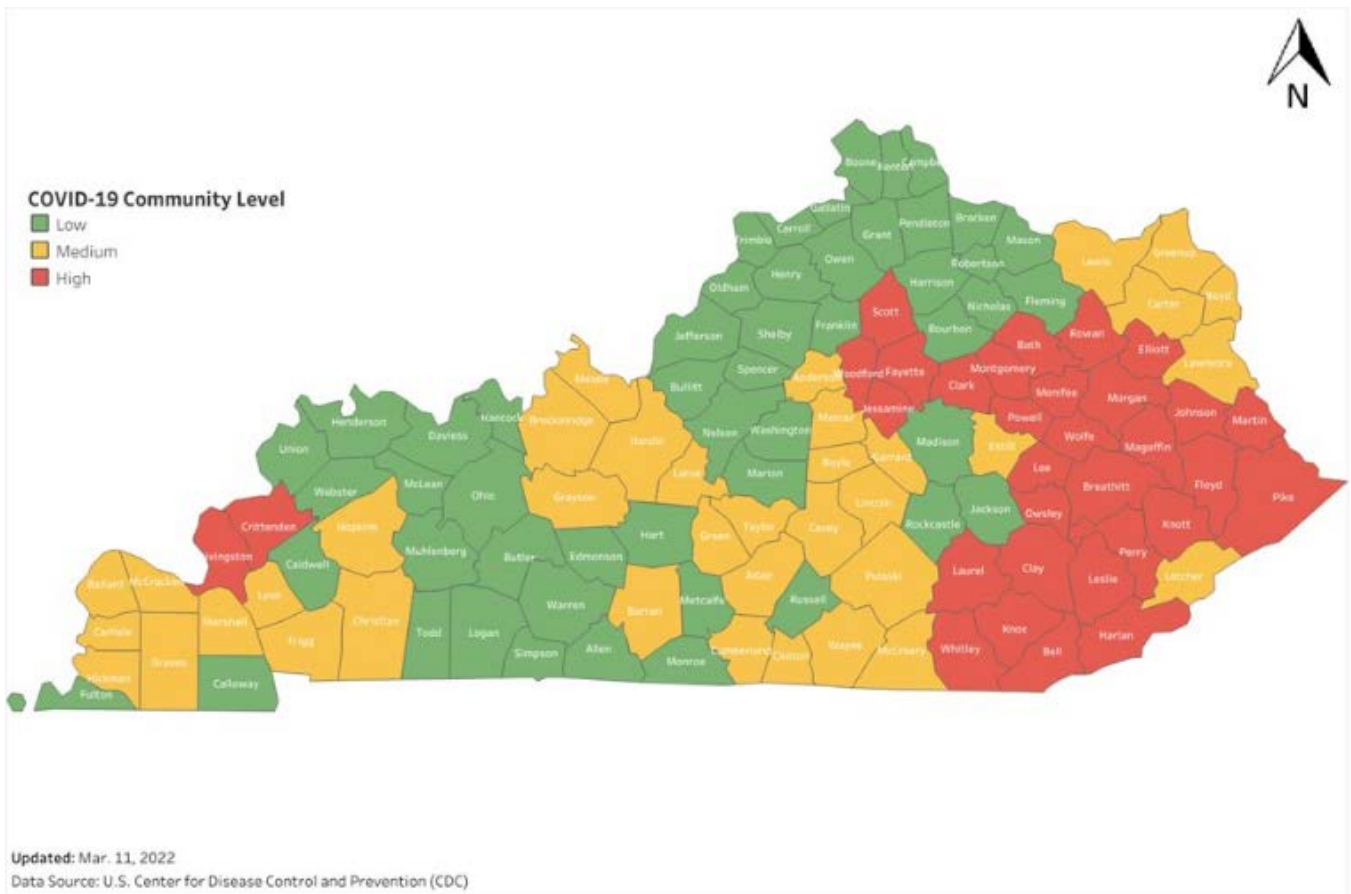 N
COVID-19 Community Level
Low
Medium
High
Boone
Kenton
Campbe
Gallatin
Carroll
Trimble
Grant
Pendleton
Bracken
Mason
Owen
Henry
Robertson
Lewis
Greenup
Oldham
Harrison
Nicholas
Fleming
Carter
Boyd
Scott
Franklin
Bourbon
Rowan
Jefferson
Shelby
Bath
Elliott
Lawrence
Spencer
Anderson
Woodford
Fayette
Montgomery
Clark
Menifee
Morgan
Johnson
Martin
Meade
Bullitt
Jessamine
Powell
Hancock
Breckinridge
Hardin
Nelson
Washington
Mercer
Madison
Estill
Wolfe
Magoffin
Henderson
Daviess
Union
Larue
Marion
Boyle
Garrard
Lee
Breathitt
Floyd
Pike
Webster
McLean
Ohio
Grayson
Lincoln
Rockcastle
Jackson
Owsley
Knott
Crittenden
Hopkins
Hart
Green
Taylor
Casey
Perry
Livingston
Caldwell
Muhlenberg
Butler
Edmonson
Adair
Pulaski
Laurel
Clay
Leslie
Letcher
Ballard
McCracken
Lyon
Warren
Barren
Metcalfe
Russell
Carlisle
Marshall
Trigg
Christian
Todd
Logan
Simpson
Allen
Monroe
Cumberland
Clinton
Wayne
McCreary
Whitley
Knox
Bell
Harlan
Graves
Hickman
Fulton
Calloway
Updated: Mar. 11, 2022
Data Source: U.S. Center for Disease Control and Prevention (CDC)